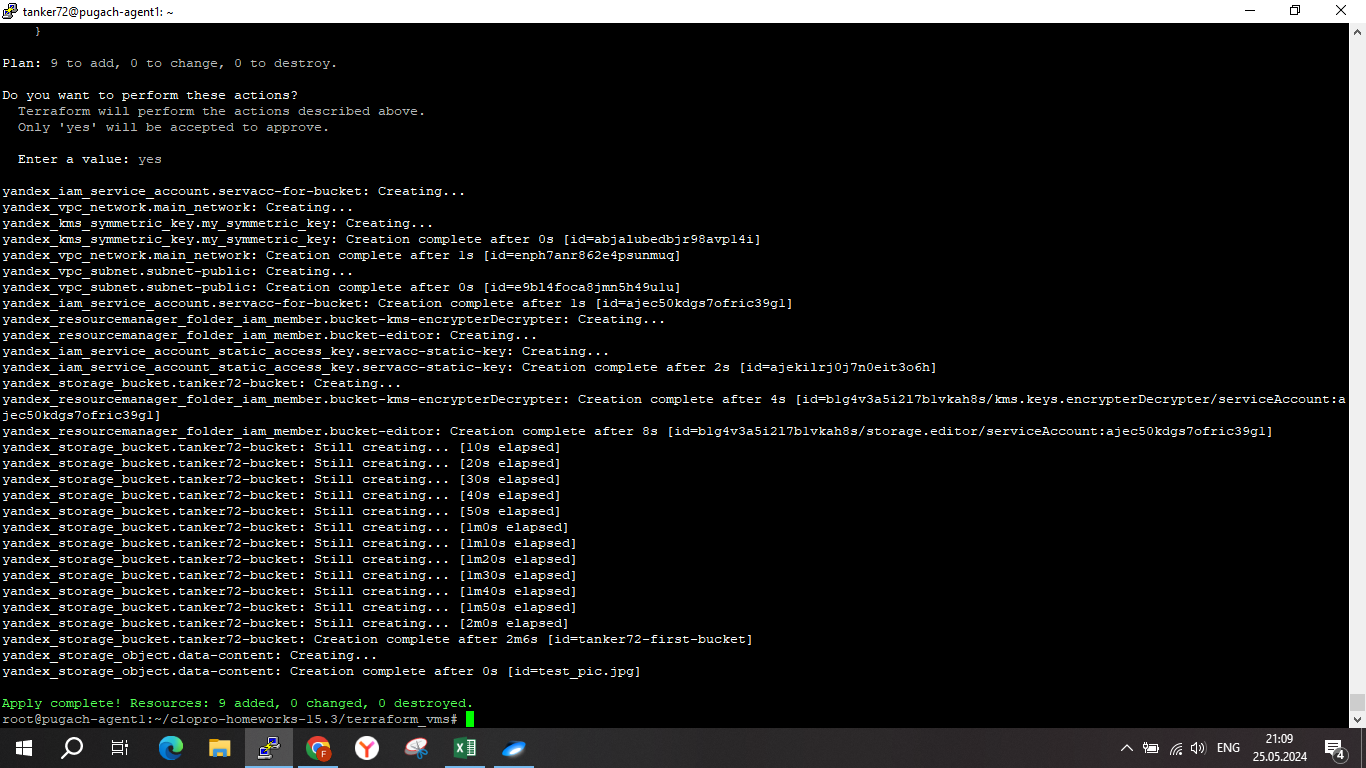 tanker72@pugach-agent1: ~
}
Plan: 9 to add, 0 to change, 0 to destroy.
Do you want to perform these actions?
Terraform will perform the actions described above.
Only 'yes' will be accepted to approve.
Enter a value: yes
yandex_iam_service_account.servacc-for-bucket: Creating...
yandex_vpc_network.main_network: Creating...
yandex_kms_symmetric_key.my_symmetric_key: Creating...
yandex_kms_symmetric_key.my_symmetric_key: Creation complete after 0s [id=abjalubedbjr98avpl4i]
yandex_vpc_network.main_network: Creation complete after 1s [id=enph7anr862e4psunmuq]
yandex_vpc_subnet.subnet-public: Creating...
yandex_vpc_subnet.subnet-public: Creation complete after 0s [id=e9bl4foca8jmn5h49ulu]
yandex_iam_service_account.servacc-for-bucket: Creation complete after 1s [id=ajec50kdgs7ofric39gl]
yandex_resourcemanager_folder_iam_member.bucket-kms-encrypterDecrypter: Creating...
yandex_resourcemanager_folder_iam_member.bucket-editor: Creating...
yandex_iam_service_account_static_access_key.servacc-static-key: Creating...
yandex_iam_service_account_static_access_key.servacc-static-key: Creation complete after 2s [id=ajekilrj0j7n0eit3o6h]
yandex_storage_bucket.tanker72-bucket: Creating...
yandex_resourcemanager_folder_iam_member.bucket-kms-encrypterDecrypter: Creation complete after 4s [id=b1g4v3a5i2l7b1vkah8s/kms.keys.encrypterDecrypter/serviceAccount:a
jec50kdgs7ofric39gl]
yandex_resourcemanager_folder_iam_member.bucket-editor: Creation complete after 8s [id=b1g4v3a5i2l7b1vkah8s/storage.editor/serviceAccount:ajec50kdgs7ofric39gl]
yandex_storage_bucket.tanker72-bucket: Still creating... [10s elapsed]
yandex_storage_bucket.tanker72-bucket: Still creating... [20s elapsed]
yandex_storage_bucket.tanker72-bucket: Still creating... [30s elapsed]
yandex_storage_bucket.tanker72-bucket: Still creating... [40s elapsed]
yandex_storage_bucket.tanker72-bucket: Still creating... [50s elapsed]
yandex_storage_bucket.tanker72-bucket: Still creating... [1m0s elapsed]
yandex_storage_bucket.tanker72-bucket: Still creating... [1m10s elapsed]
yandex_storage_bucket.tanker72-bucket: Still creating... [1m20s elapsed]
yandex_storage_bucket.tanker72-bucket: Still creating... [1m30s elapsed]
yandex_storage_bucket.tanker72-bucket: Still creating... [1m40s elapsed]
yandex_storage_bucket.tanker72-bucket: Still creating... [1m50s elapsed]
yandex_storage_bucket.tanker72-bucket: Still creating... [2m0s elapsed]
yandex_storage_bucket.tanker72-bucket: Creation complete after 2m6s [id=tanker72-first-bucket]
yandex_storage_object.data-content: Creating...
yandex_storage_object.data-content: Creation complete after 0s [id=test_pic.jpg]
Apply complete! Resources: 9 added, 0 changed, 0 destroyed.
root@pugach-agent1:~/clopro-homeworks-15.3/terraform_vms#
ENG
21:09
25.05.2024
4